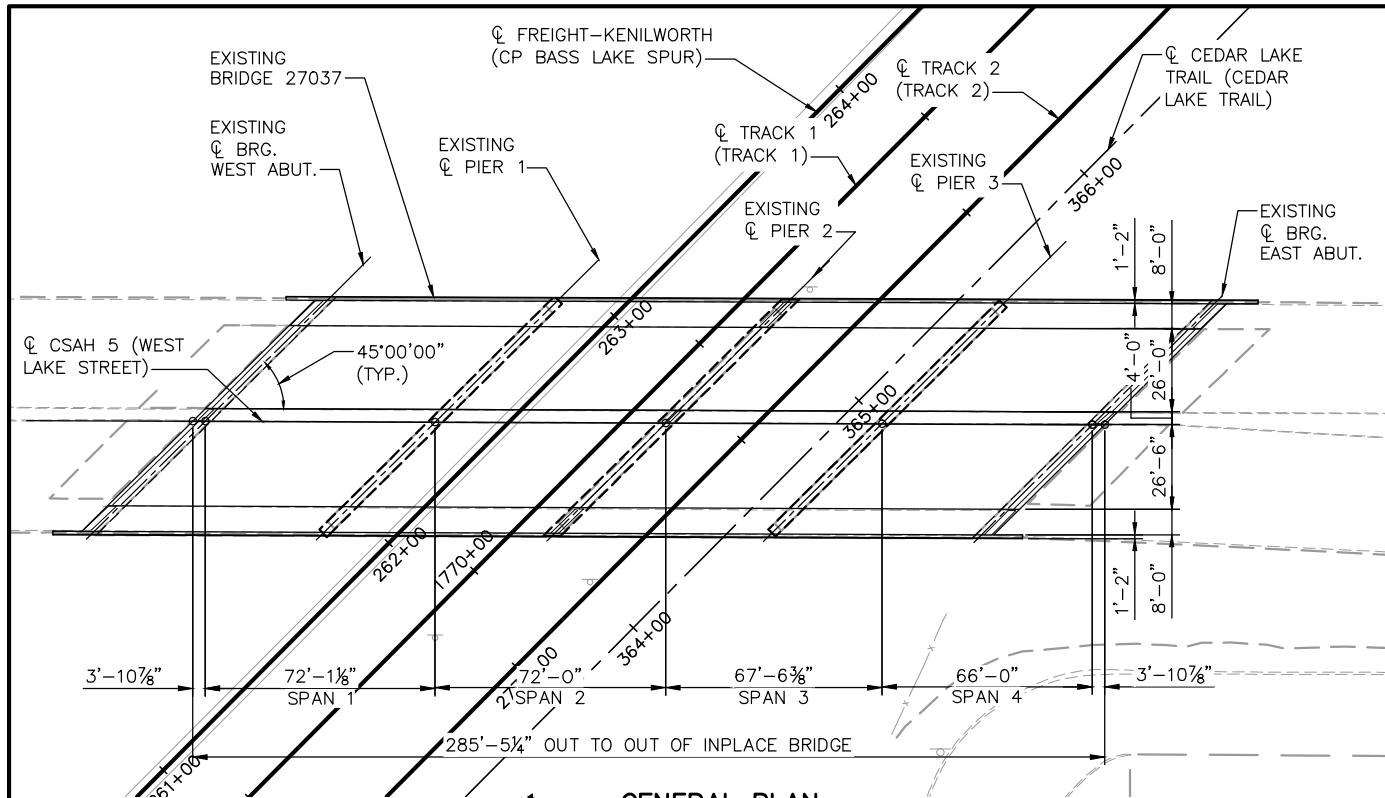 ℄ FREIGHT-KENILWORTH
(CP BASS LAKE SPUR)
EXISTING
BRIDGE 27037
℄ TRACK 2
(TRACK 2)
℄ CEDAR LAKE
TRAIL (CEDAR
LAKE TRAIL)
264+00
EXISTING
℄ BRG.
WEST ABUT.
EXISTING
℄ PIER 1
℄ TRACK 1
(TRACK 1)
EXISTING
℄ PIER 3
366+00
EXISTING
℄ PIER 2
EXISTING
℄ BRG.
EAST ABUT.
1'-2"
8'-0"
263+00
℄ CSAH 5 (WEST
LAKE STREET)
45°00'00"
(TYP.)
4'-0"
26'-0"
365+00
26'-6"
262+00
1770+00
1'-2"
8'-0"
364+00
3'-10⅞"
72'-1⅛"
SPAN 1
72'-0"
SPAN 2
67'-6⅜"
SPAN 3
66'-0"
SPAN 4
3'-10⅞"
285'-5¼" OUT TO OUT OF INPLACE BRIDGE
261+00
GENERAL PLAN